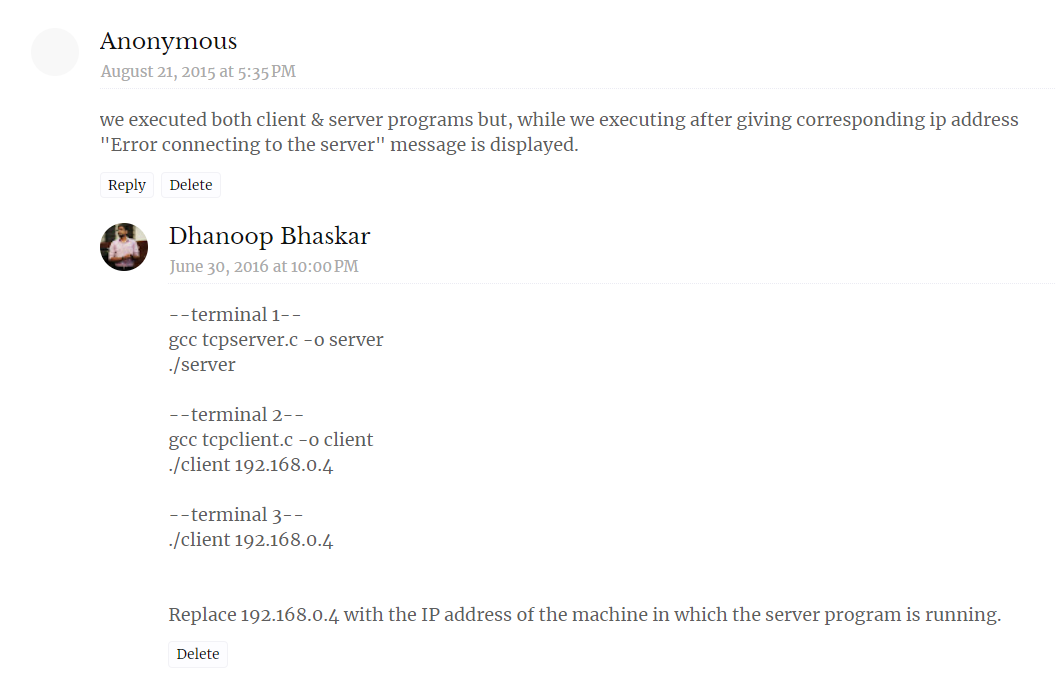 Anonymous
August 21, 2015 at 5:35 PM
we executed both client & server programs but, while we executing after giving corresponding ip address
"Error connecting to the server" message is displayed.
Reply Delete
Dhanoop Bhaskar
June 30, 2016 at 10:00 PM
--terminal 1--
gcc tcpserver.c -o server
./server
--terminal 2--
gcc tcpclient.c -o client
./client 192.168.0.4
--terminal 3--
./client 192.168.0.4
Replace 192.168.0.4 with the IP address of the machine in which the server program is running.
Delete